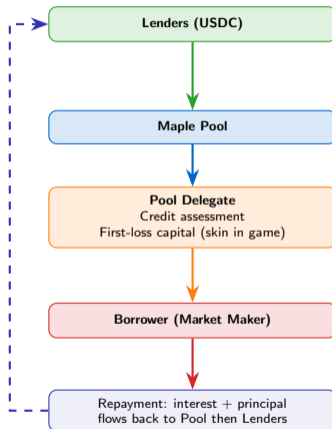 Lenders (USDC)
Maple Pool
Pool Delegate
Credit assessment
First-loss capital (skin in game)
Borrower (Market Maker)
Repayment: interest + principal
flows back to Pool then Lenders